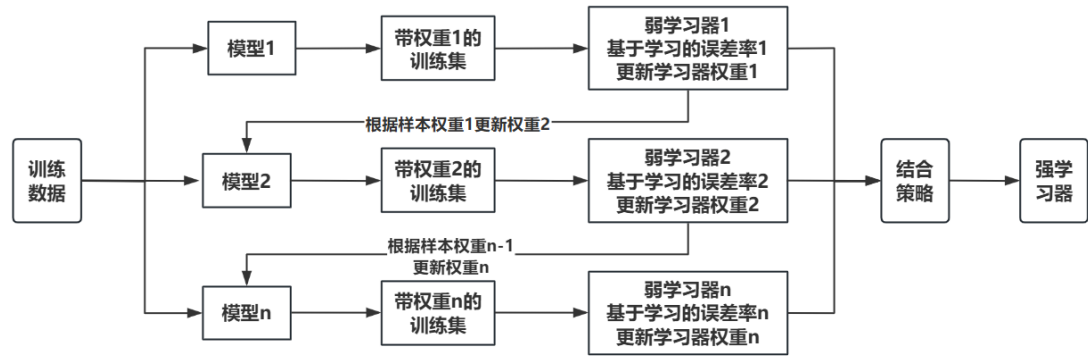 训练
数据
模型1
带权重1的
训练集
弱学习器1
基于学习的误差率1
更新学习器权重1
根据样本权重1更新权重2
模型2
带权重2的
训练集
弱学习器2
基于学习的误差率2
更新学习器权重2
根据样本权重n-1
更新权重n
模型n
带权重n的
训练集
弱学习器n
基于学习的误差率n
更新学习器权重n
结合
策略
强学
习器